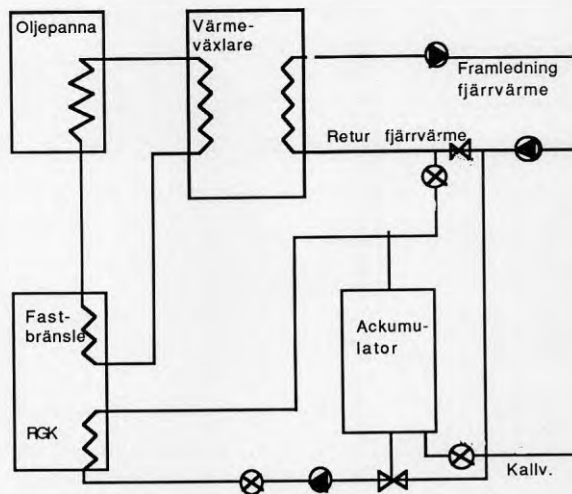 Oljepanna
Värme-
växlare
Framledning
fjärrvärme
Retur fjärrvärme
Fast-
bränsle
Ackumu-
lator
RGK
Kallv.